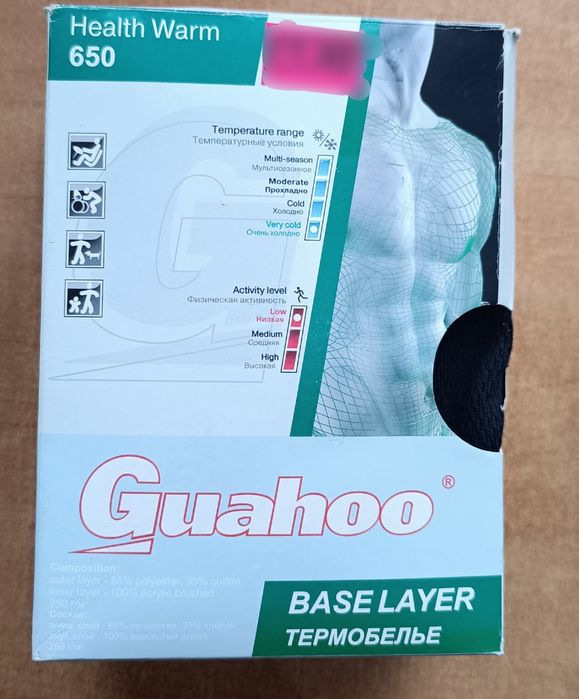 Health Warm
650
Temperature range
Температурные условия
Multi-season
Мультисезонное
Moderate
Прохладно
Cold
Холодно
Very cold
Очень холодно
Activity level
Физическая активность
Low
Низкая
Medium
Средняя
High
Высокая
Guahoo®
Composition:
outer layer - 65% polyester, 35% cotton
inner layer - 100% acrylic brushed
250 г/м²
Состав:
внеш. слой - 65% полиэстер, 35% хлопок
внут. слой - 100% ворсистый акрил
250 г/м²
BASE LAYER
ТЕРМОБЕЛЬЕ